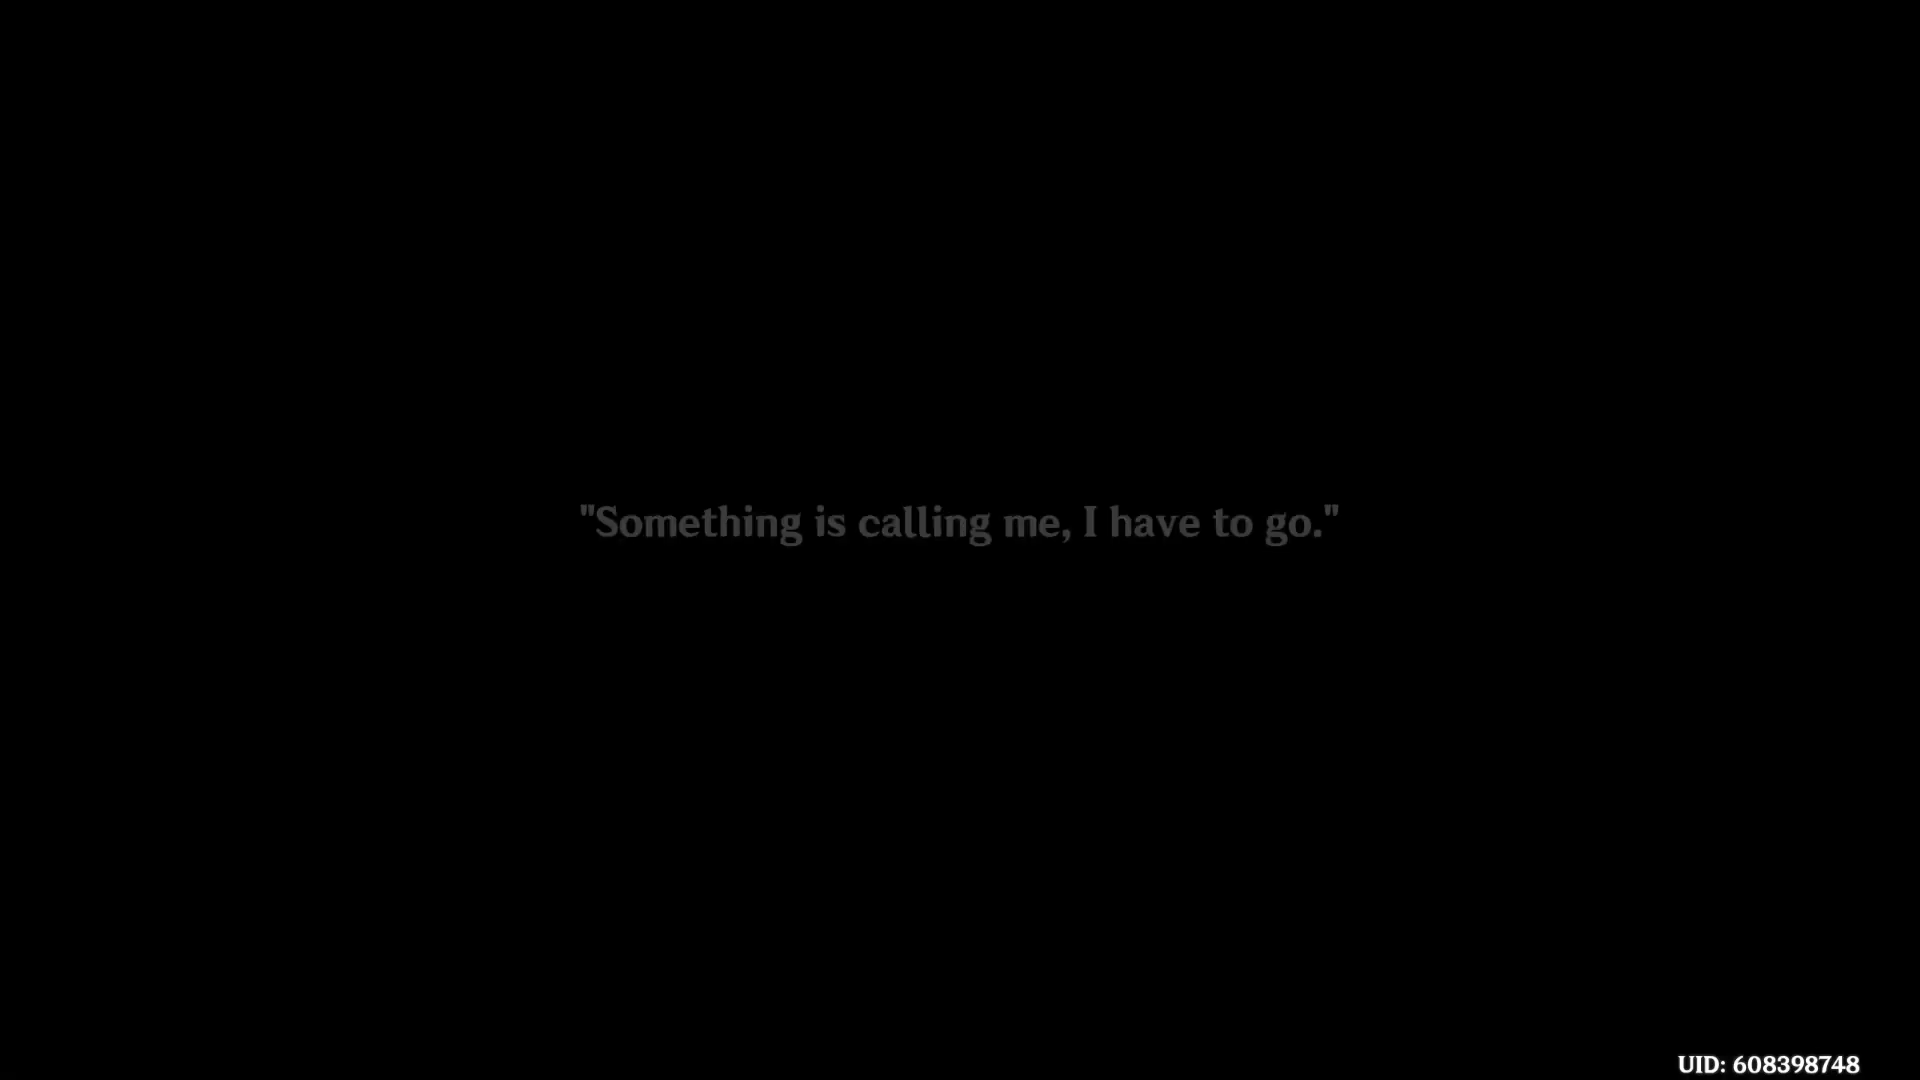 "Something is calling me, I have to go."
UID: 608398748